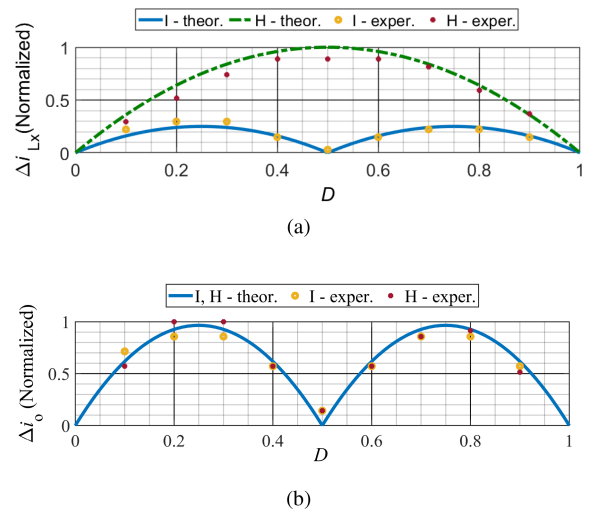 I - theor. H - theor. I - exper. H - exper.
1
0.5
0
Δi Lx (Normalized)
0 0.2 0.4 0.6 0.8 1
D
(a)
I, H - theor. I - exper. H - exper.
1
0.5
0
Δi o (Normalized)
0 0.2 0.4 0.6 0.8 1
D
(b)